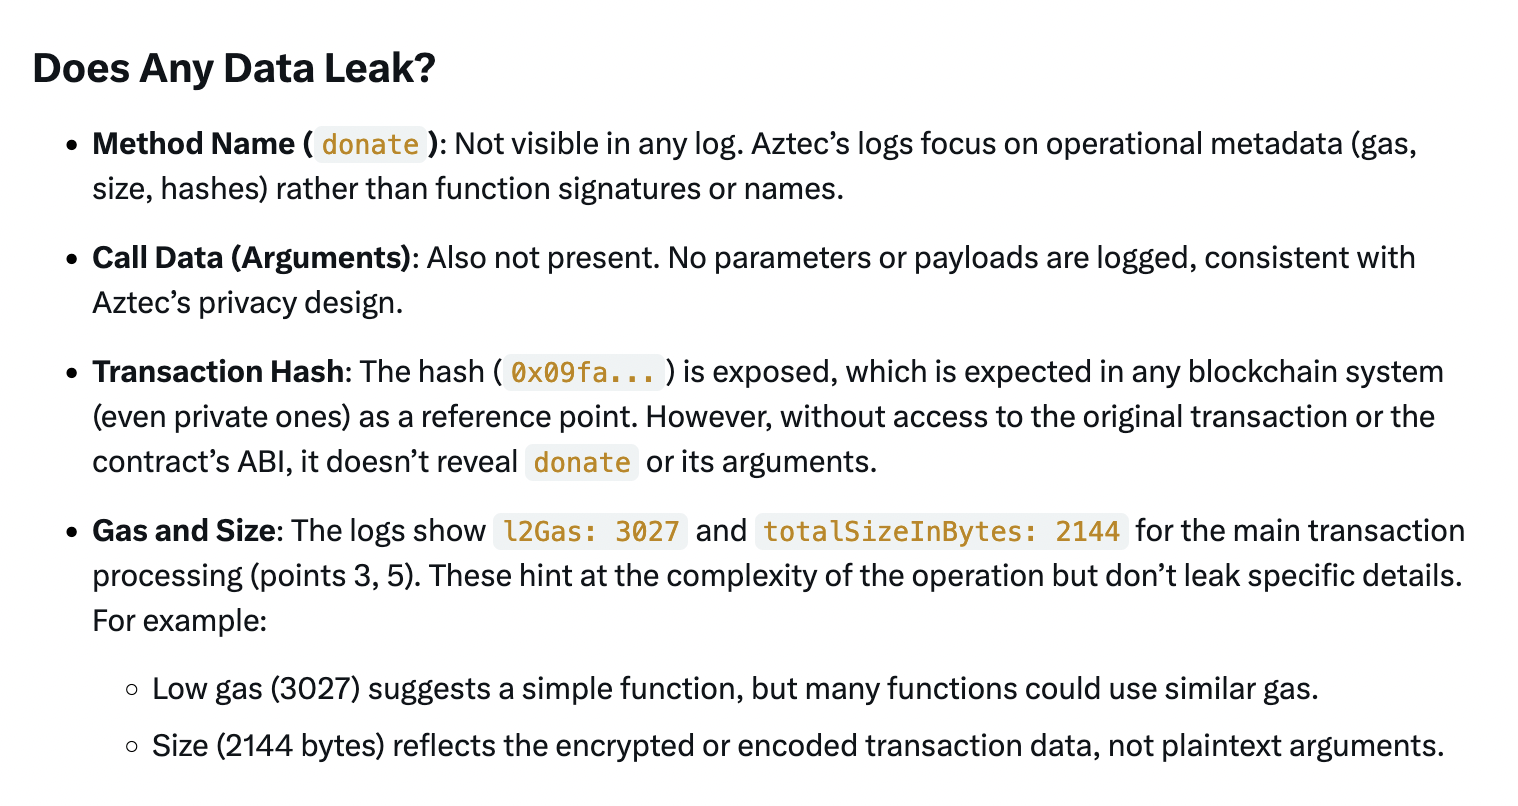 Does Any Data Leak?
• Method Name (donate): Not visible in any log. Aztec’s logs focus on operational metadata (gas,
size, hashes) rather than function signatures or names.
• Call Data (Arguments): Also not present. No parameters or payloads are logged, consistent with
Aztec’s privacy design.
• Transaction Hash: The hash (0x09fa...) is exposed, which is expected in any blockchain system
(even private ones) as a reference point. However, without access to the original transaction or the
contract’s ABI, it doesn’t reveal donate or its arguments.
• Gas and Size: The logs show l2Gas: 3027 and totalSizeInBytes: 2144 for the main transaction
processing (points 3, 5). These hint at the complexity of the operation but don’t leak specific details.
For example:
◦ Low gas (3027) suggests a simple function, but many functions could use similar gas.
◦ Size (2144 bytes) reflects the encrypted or encoded transaction data, not plaintext arguments.